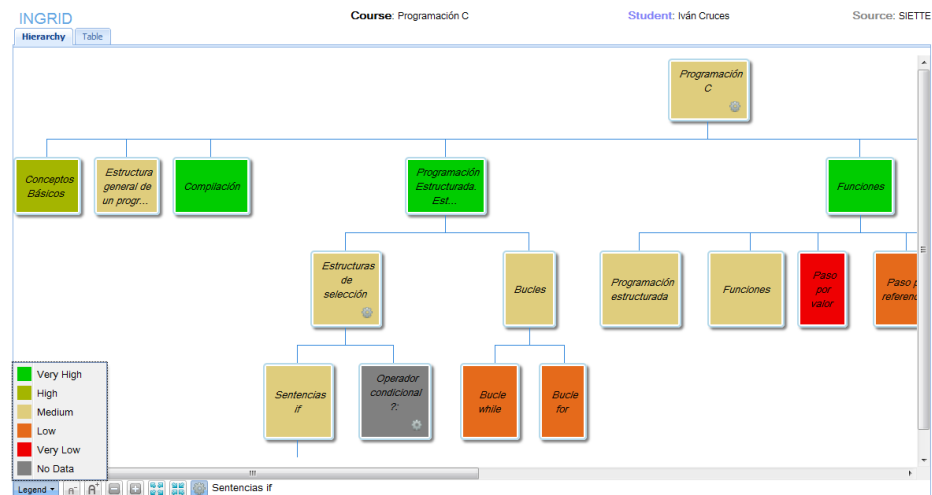 INGRID
Course: Programación C
Student: Iván Cruces
Source: SIETTE
Hierarchy
Table
Programación
C
Conceptos
Básicos
Estructura
general de
un progr...
Compilación
Programación
Estructurada.
Est...
Funciones
Estructuras
de
selección
Bucles
Programación
estructurada
Funciones
Paso
por
valor
Paso p
referenc
Sentencias
if
Operador
condicional
?:
Bucle
while
Bucle
for
Very High
High
Medium
Low
Very Low
No Data
Legend
A-
A+
Sentencias if